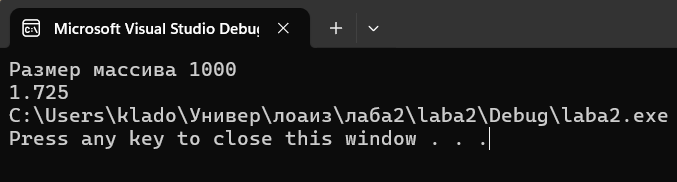 Microsoft Visual Studio Debug
Размер массива 1000
1.725
C:\Users\klado\Универ\лоаиз\лаба2\laba2\Debug\laba2.exe
Press any key to close this window . . .